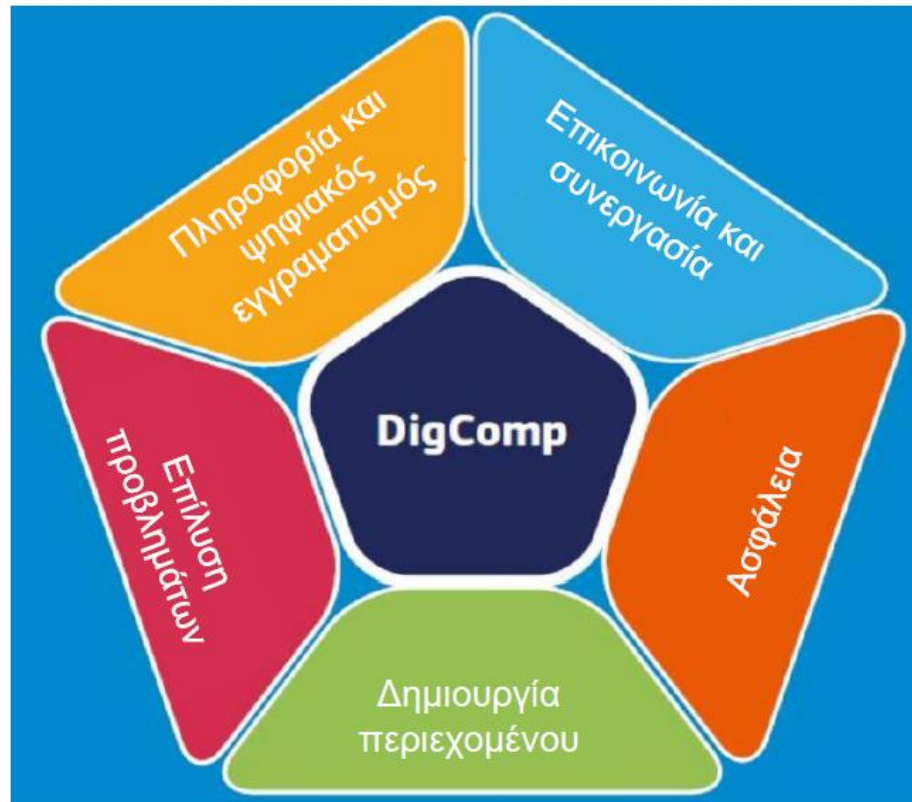 Πληροφορία και
ψηφιακός
εγγραματισμός
Επικοινωνία και
συνεργασία
DigComp
Επίλυση
προβλημάτων
Ασφάλεια
Δημιουργία
περιεχομένου